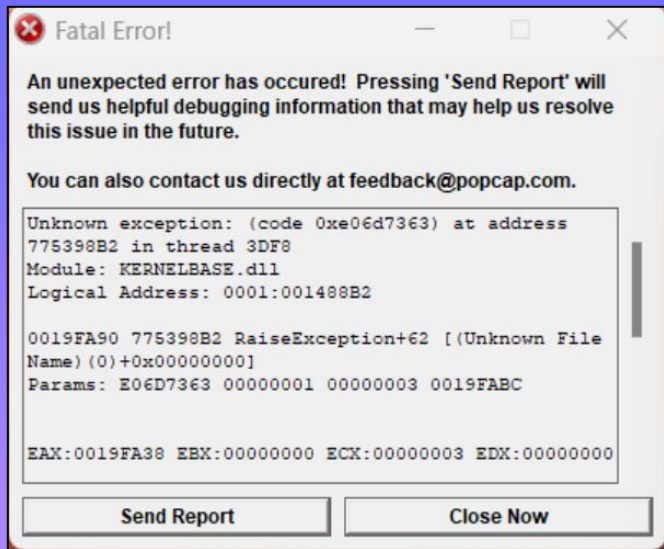 Fatal Error!
An unexpected error has occured!  Pressing 'Send Report' will
send us helpful debugging information that may help us resolve
this issue in the future.
You can also contact us directly at feedback@popcap.com.
Unknown exception: (code 0xe06d7363) at address
775398B2 in thread 3DF8
Module: KERNELBASE.dll
Logical Address: 0001:001488B2
0019FA90 775398B2 RaiseException+62 [(Unknown File
Name)(0)+0x00000000]
Params: E06D7363 00000001 00000003 0019FABC
EAX:0019FA38 EBX:00000000 ECX:00000003 EDX:00000000
Send Report
Close Now